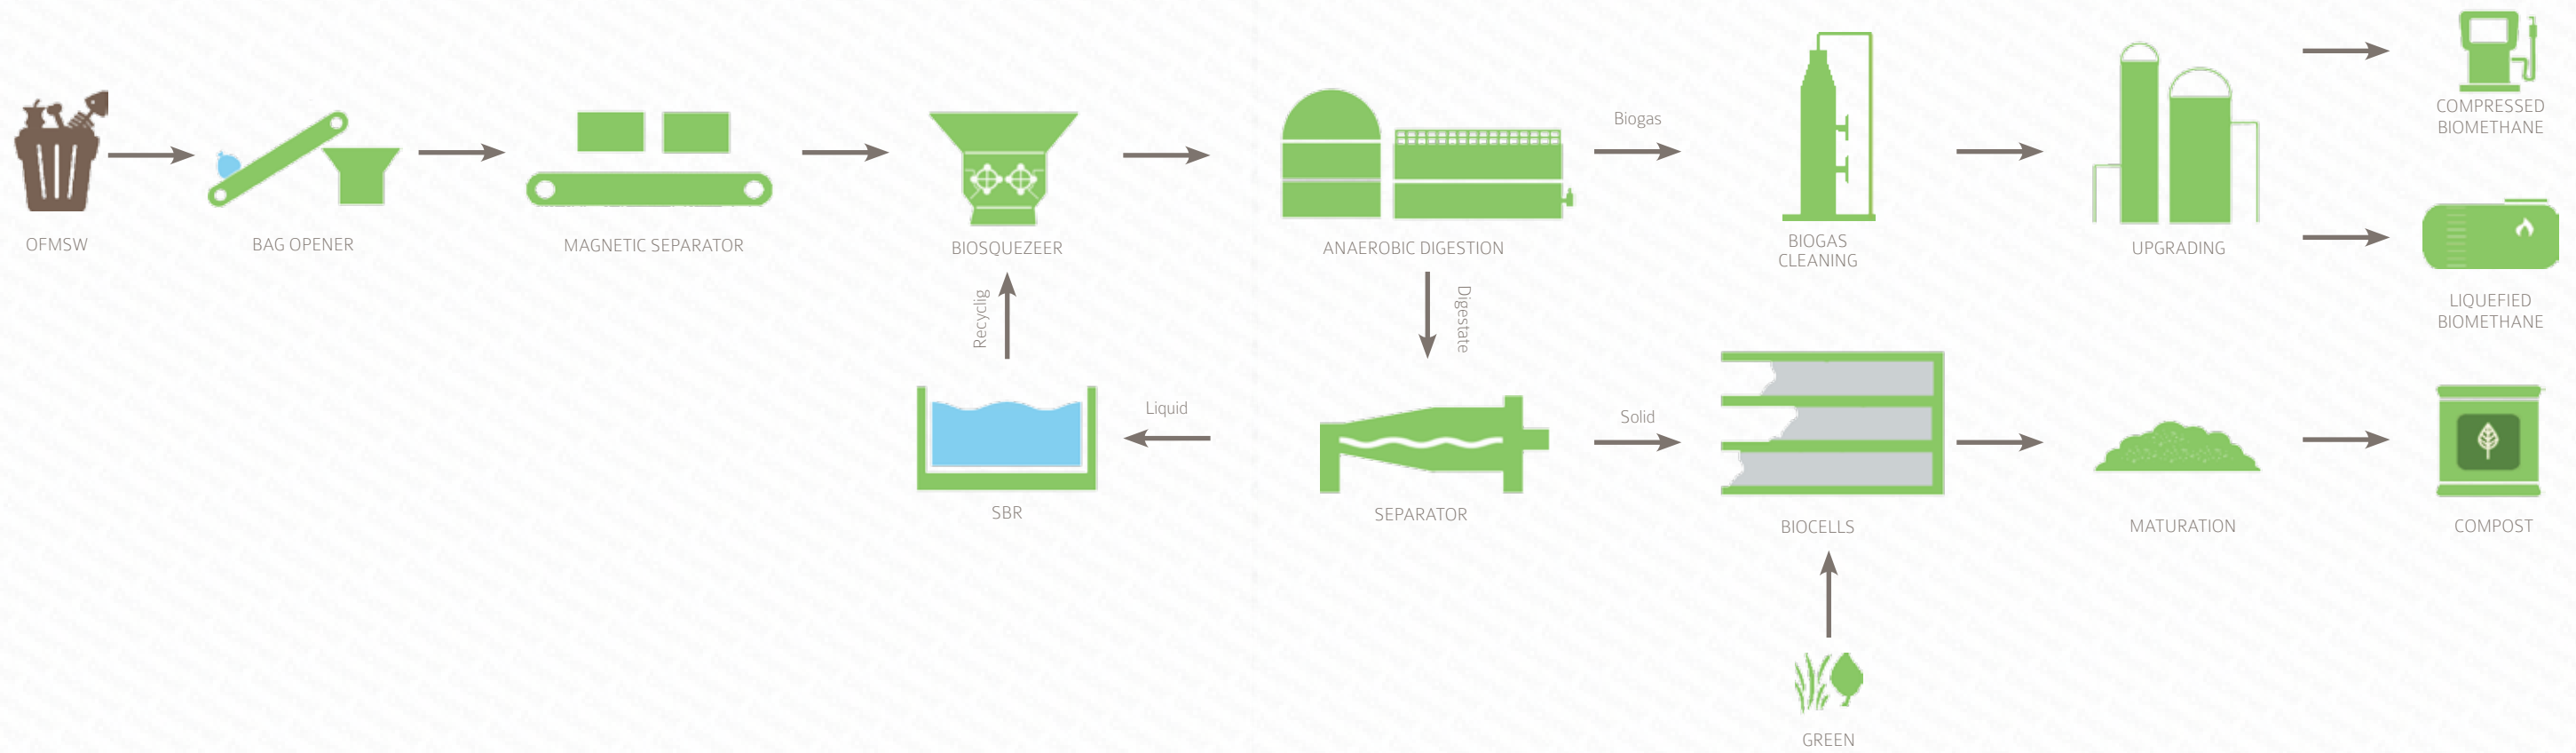 OFMSW
BAG OPENER
MAGNETIC SEPARATOR
BIOSQUEZEER
ANAEROBIC DIGESTION
Biogas
BIOGAS
CLEANING
UPGRADING
COMPRESSED
BIOMETHANE
LIQUEFIED
BIOMETHANE
Recyclig
Digestate
SBR
Liquid
SEPARATOR
Solid
BIOCELLS
MATURATION
COMPOST
GREEN